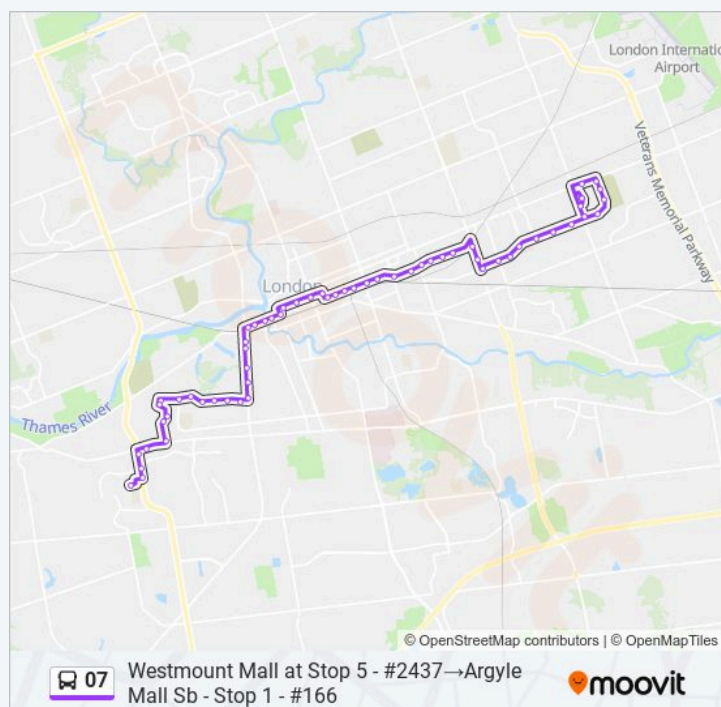 London Internatio
Airport
Veterans Memorial Parkway
London
Thames River
© OpenStreetMap contributors | © OpenMapTiles
07
Westmount Mall at Stop 5 - #2437→Argyle
Mall Sb - Stop 1 - #166
moovit